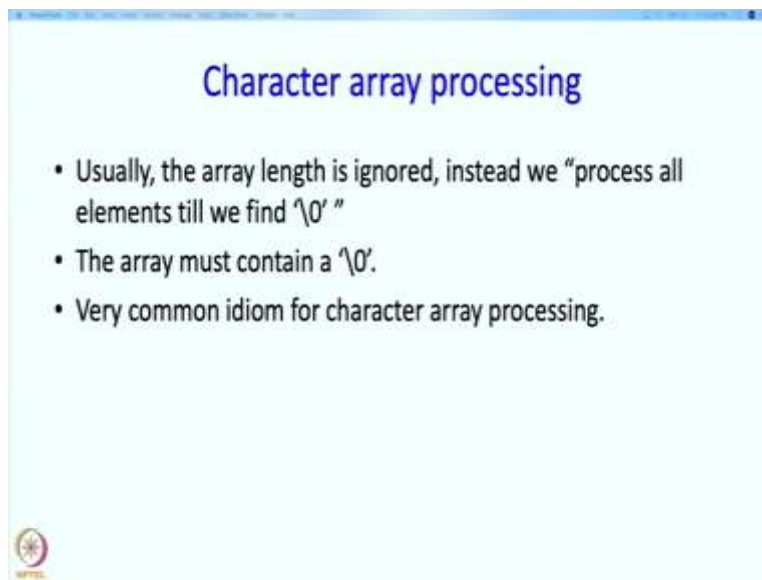 Character array processing
• Usually, the array length is ignored, instead we “process all
elements till we find ‘\0’ ”
• The array must contain a ‘\0’.
• Very common idiom for character array processing.
NPTEL